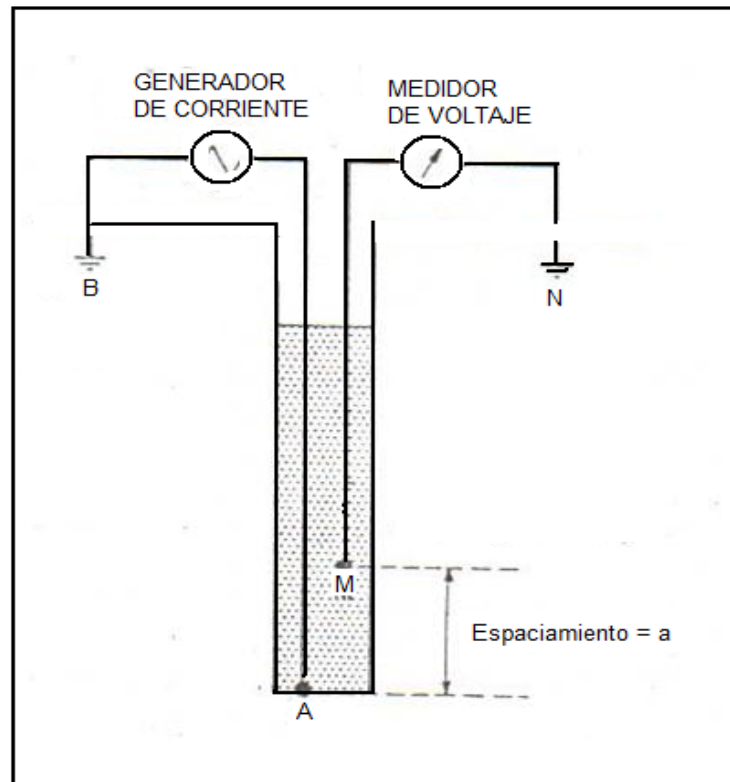 GENERADOR
DE CORRIENTE
MEDIDOR
DE VOLTAJE
B
N
M
Espaciamiento = a
A